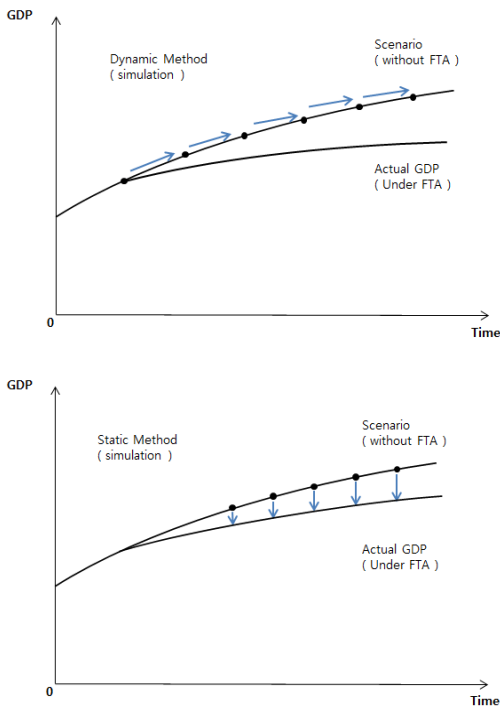 GDP
Dynamic Method
( simulation )
Scenario
( without FTA )
Actual GDP
( Under FTA )
0
Time
GDP
Static Method
( simulation )
Scenario
( without FTA )
Actual GDP
( Under FTA )
0
Time